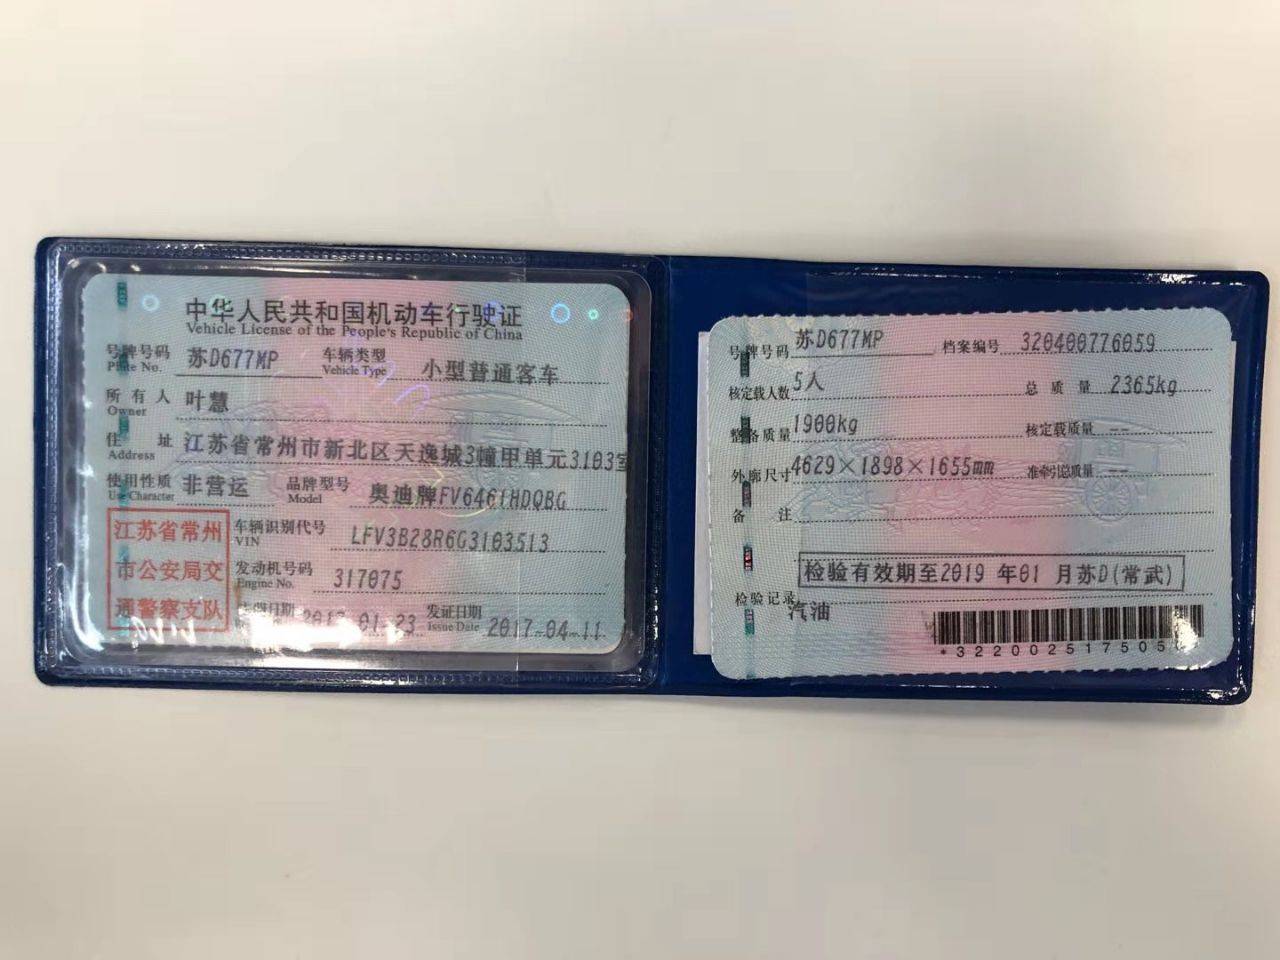 中华人民共和国机动车行驶证
Vehicle License of the People's Republic of China
号牌号码 苏D677MP 车辆类型 小型普通客车
Plate No. Vehicle Type
所有人 叶慧
Owner
住址 江苏省常州市新北区天逸城3幢甲单元3103室
Address
使用性质 非营运 品牌型号 奥迪牌FV6461HDQBG
Use Character Model
江苏省常州
市公安局交
通警察支队
车辆识别代号 LFV3B28R6G3103513
VIN
发动机号码 317075
Engine No.
注册日期 2017-01-23 发证日期 2017-04-11
Issue Date
号牌号码 苏D677MP 档案编号 320400776059
核定载人数 5人 总质量 2365kg
整备质量 1900kg 核定载质量 --
外廓尺寸 4629×1898×1655mm 准牵引总质量 --
备注
检验有效期至2019 年01 月苏D(常武)
检验记录
汽油
*322002517505